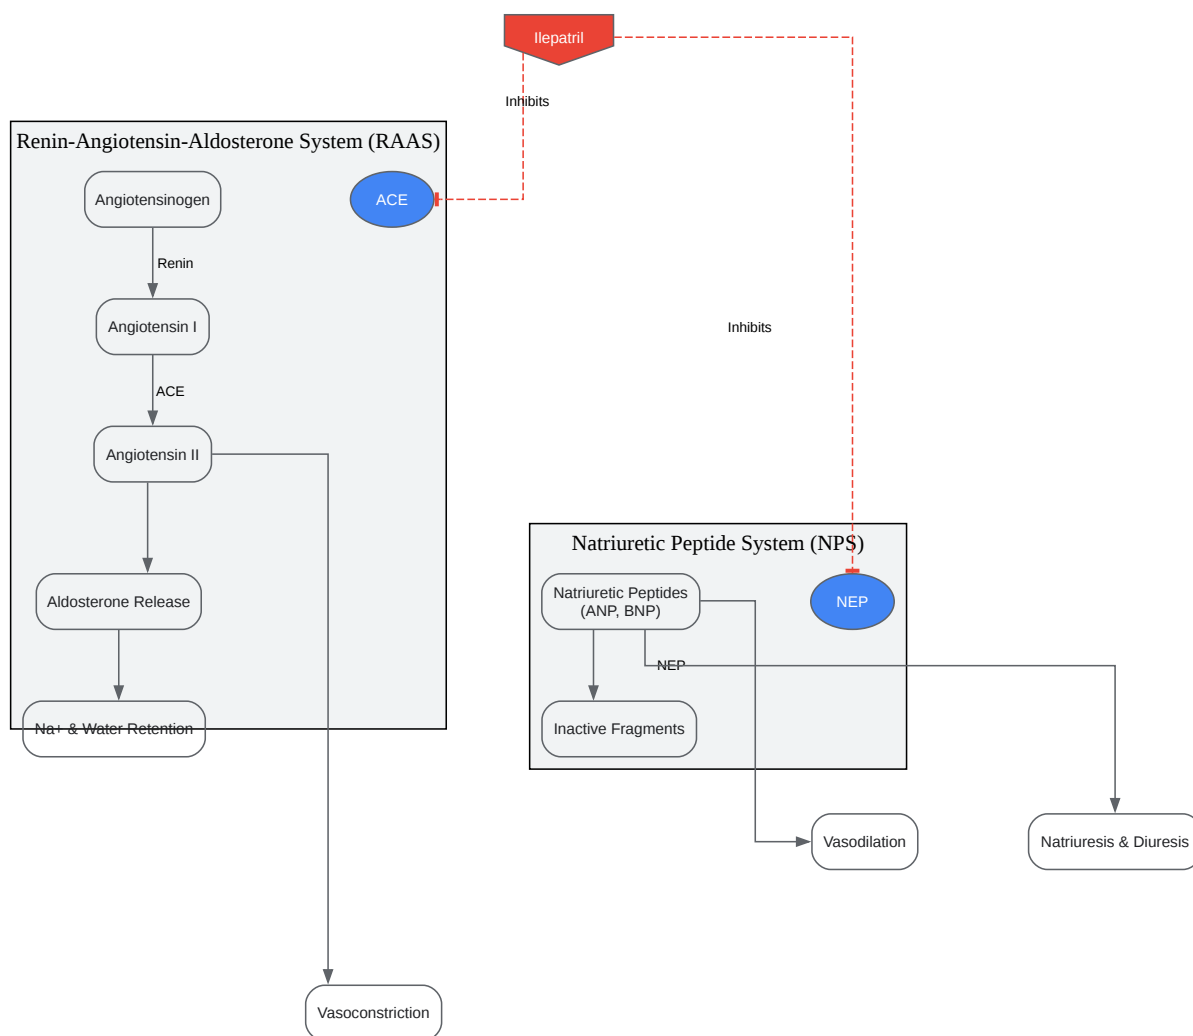 Ilepatril
Inhibits
Renin-Angiotensin-Aldosterone System (RAAS)
Angiotensinogen
ACE
Renin
Angiotensin I
Inhibits
ACE
Angiotensin II
Natriuretic Peptide System (NPS)
Aldosterone Release
Natriuretic Peptides
(ANP, BNP)
NEP
NEP
Na+ & Water Retention
Inactive Fragments
Vasodilation
Natriuresis & Diuresis
Vasoconstriction